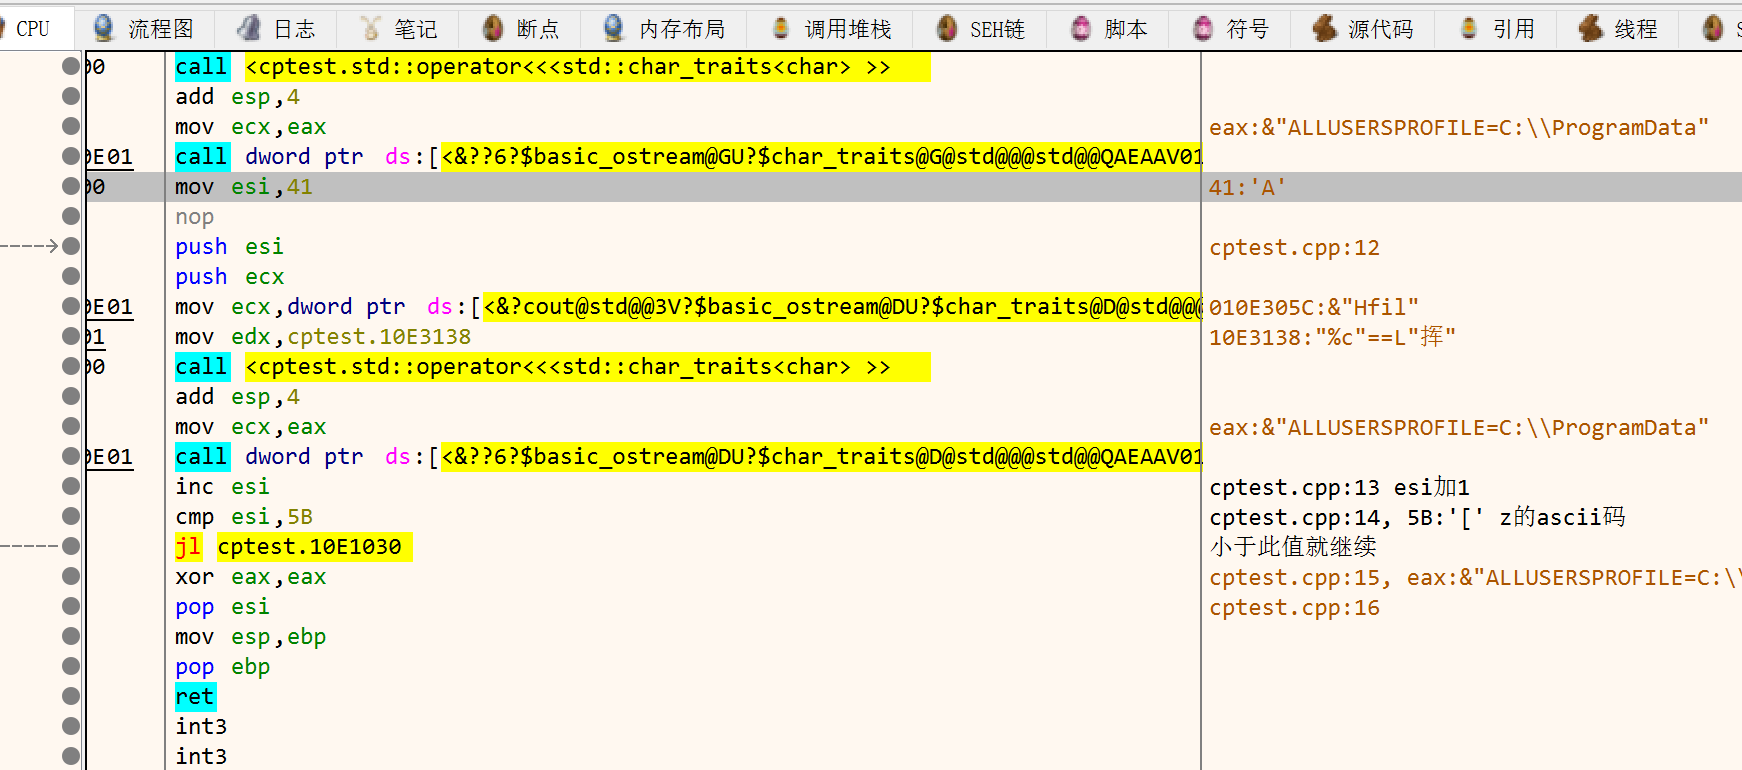 CPU 流程图 日志 笔记 断点 内存布局 调用堆栈 SEH链 脚本 符号 源代码 引用 线程 S
00 call <cptest.std::operator<<<std::char_traits<char> >>
add esp,4
mov ecx,eax eax:&"ALLUSERSPROFILE=C:\\ProgramData"
0E01 call dword ptr ds:[<&??6?$basic_ostream@GU?$char_traits@G@std@@@std@@QAEAAV01
00 mov esi,41 41:'A'
nop
push esi cptest.cpp:12
push ecx
0E01 mov ecx,dword ptr ds:[<&?cout@std@@3V?$basic_ostream@DU?$char_traits@D@std@@@ 010E305C:&"Hfil"
01 mov edx,cptest.10E3138 10E3138:"%c"==L"挥"
00 call <cptest.std::operator<<<std::char_traits<char> >>
add esp,4
mov ecx,eax eax:&"ALLUSERSPROFILE=C:\\ProgramData"
0E01 call dword ptr ds:[<&??6?$basic_ostream@DU?$char_traits@D@std@@@std@@QAEAAV01
inc esi cptest.cpp:13 esi加1
cmp esi,5B cptest.cpp:14, 5B:'[' z的ascii码
jl cptest.10E1030 小于此值就继续
xor eax,eax cptest.cpp:15, eax:&"ALLUSERSPROFILE=C:\\
pop esi cptest.cpp:16
mov esp,ebp
pop ebp
ret
int3
int3